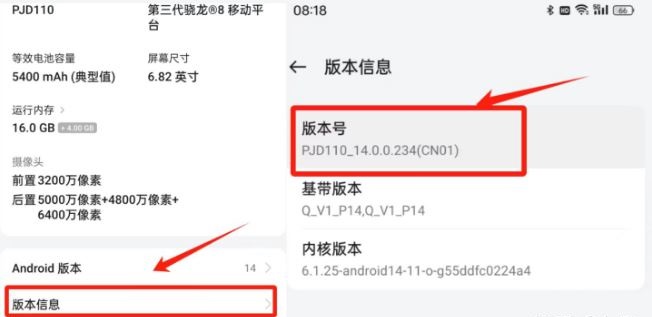 PJD110
第三代骁龙®8 移动平
台
等效电池容量
屏幕尺寸
5400 mAh (典型值)
6.82 英寸
运行内存
16.0 GB + 4.00 GB
摄像头
前置3200万像素
后置5000万像素+4800万像素+
6400万像素
Android 版本
14
版本信息
08:18
HD
5G
66
版本信息
版本号
PJD110_14.0.0.234(CN01)
基带版本
Q_V1_P14,Q_V1_P14
内核版本
6.1.25-android14-11-o-g55ddfc0224a4